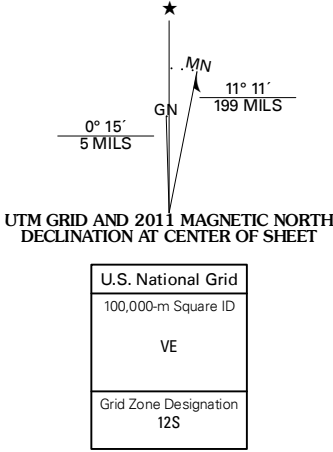 ★
MN
11° 11´
199 MILS
GN
0° 15´
5 MILS
UTM GRID AND 2011 MAGNETIC NORTH
DECLINATION AT CENTER OF SHEET
U.S. National Grid
100,000-m Square ID
VE
Grid Zone Designation
12S